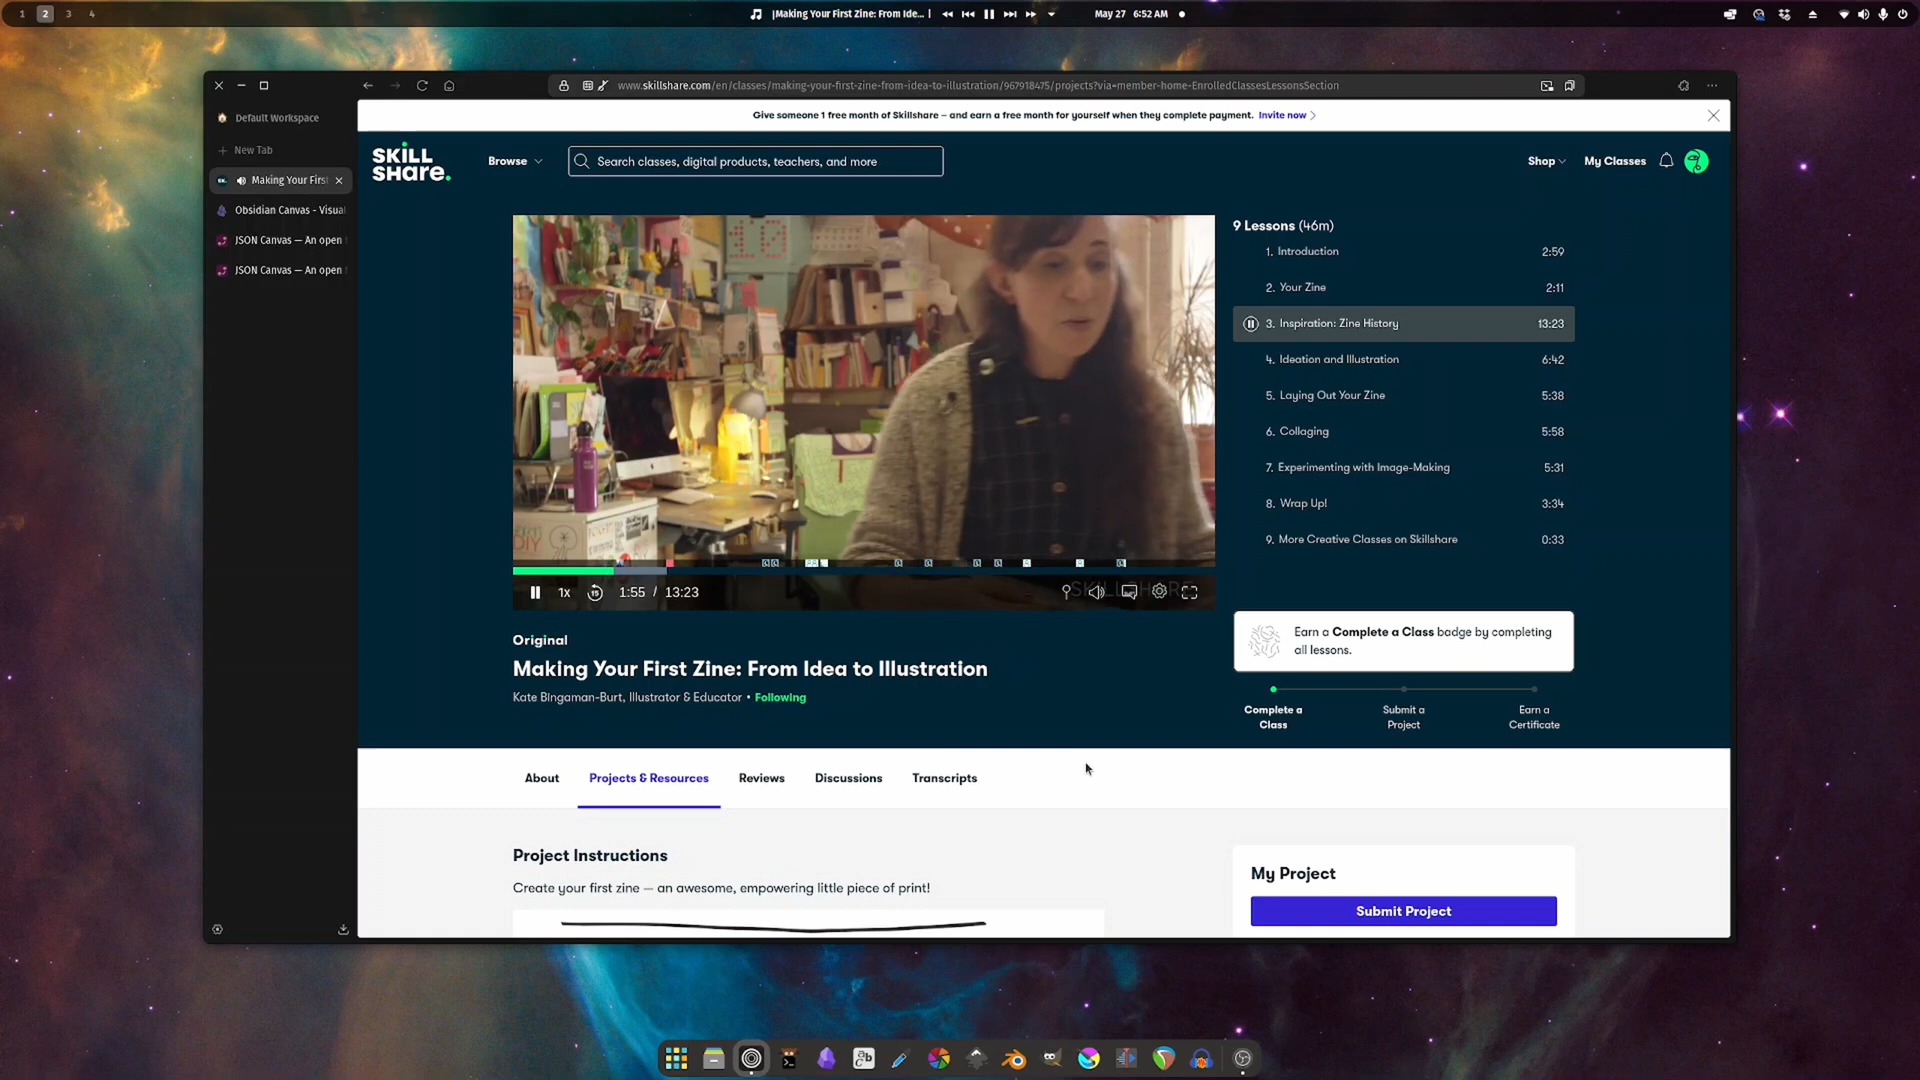 1 2 3 4
|Making Your First Zine: From Ide... |
May 27 6:52 AM
www.skillshare.com/en/classes/making-your-first-zine-from-idea-to-illustration/967918475/projects?via=member-home-EnrolledClassesLessonsSection
Default Workspace
New Tab
Making Your First
Obsidian Canvas - Visual
JSON Canvas — An open
JSON Canvas — An open
Give someone 1 free month of Skillshare – and earn a free month for yourself when they complete payment. Invite now
SKILL
SHARE.
Browse
Search classes, digital products, teachers, and more
Shop
My Classes
9 Lessons (46m)
1. Introduction 2:59
2. Your Zine 2:11
3. Inspiration: Zine History 13:23
4. Ideation and Illustration 6:42
5. Laying Out Your Zine 5:38
6. Collaging 5:58
7. Experimenting with Image-Making 5:31
8. Wrap Up! 3:34
9. More Creative Classes on Skillshare 0:33
1x
15
1:55 / 13:23
SKILLSHARE
Earn a Complete a Class badge by completing
all lessons.
Complete a
Class
Submit a
Project
Earn a
Certificate
Original
Making Your First Zine: From Idea to Illustration
Kate Bingaman-Burt, Illustrator & Educator • Following
About
Projects & Resources
Reviews
Discussions
Transcripts
Project Instructions
Create your first zine — an awesome, empowering little piece of print!
My Project
Submit Project